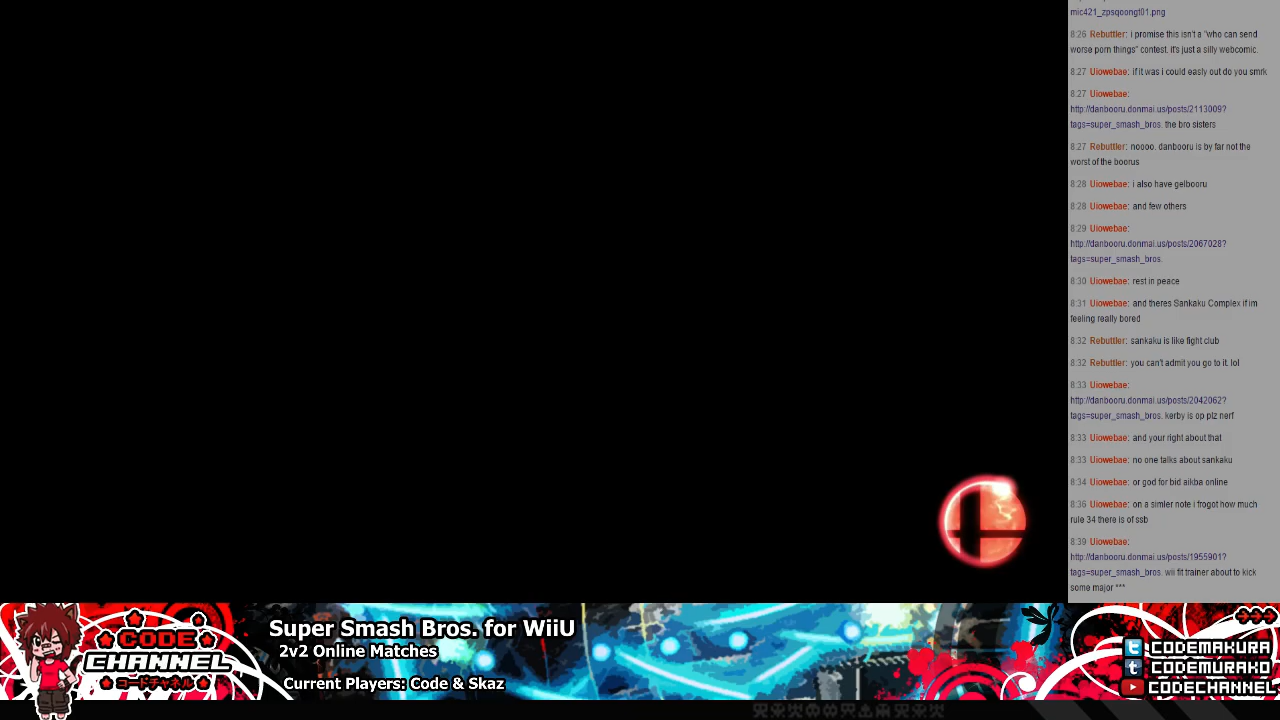 mic421_zpsqoongt01.png
8:26 Rebuttler: i promise this isn't a "who can send
worse porn things" contest. it's just a silly webcomic.
8:27 Uiowebae: if it was i could easly out do you smrk
8:27 Uiowebae:
http://danbooru.donmai.us/posts/2113009?
tags=super_smash_bros. the bro sisters
8:27 Rebuttler: noooo. danbooru is by far not the
worst of the boorus
8:28 Uiowebae: i also have gelbooru
8:28 Uiowebae: and few others
8:29 Uiowebae:
http://danbooru.donmai.us/posts/2067028?
tags=super_smash_bros.
8:30 Uiowebae: rest in peace
8:31 Uiowebae: and theres Sankaku Complex if im
feeling really bored
8:32 Rebuttler: sankaku is like fight club
8:32 Rebuttler: you can't admit you go to it. lol
8:33 Uiowebae:
http://danbooru.donmai.us/posts/2042062?
tags=super_smash_bros. kerby is op plz nerf
8:33 Uiowebae: and your right about that
8:33 Uiowebae: no one talks about sankaku
8:34 Uiowebae: or god for bid aikba online
8:36 Uiowebae: on a simler note i frogot how much
rule 34 there is of ssb
8:39 Uiowebae:
http://danbooru.donmai.us/posts/1955901?
tags=super_smash_bros. wii fit trainer about to kick
some major ***
CODE
CHANNEL
コードチャネル
Super Smash Bros. for WiiU
2v2 Online Matches
Current Players: Code & Skaz
CODEMAKURA
CODEMURAKO
CODECHANNEL